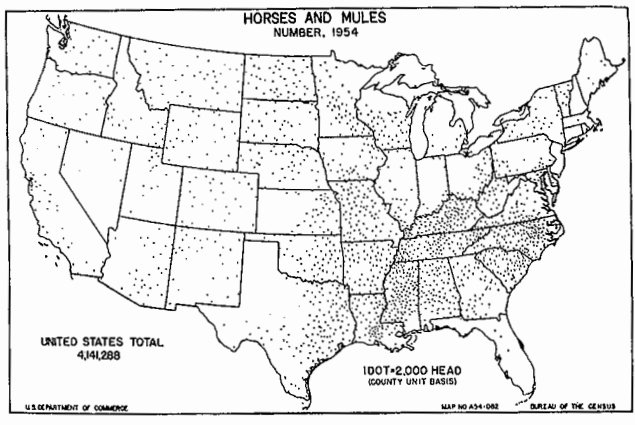 HORSES AND MULES
NUMBER, 1954
UNITED STATES TOTAL
4,141,288
1 DOT=2,000 HEAD
(COUNTY UNIT BASIS)
U.S. DEPARTMENT OF COMMERCE
MAP NO A54-082
BUREAU OF THE CENSUS